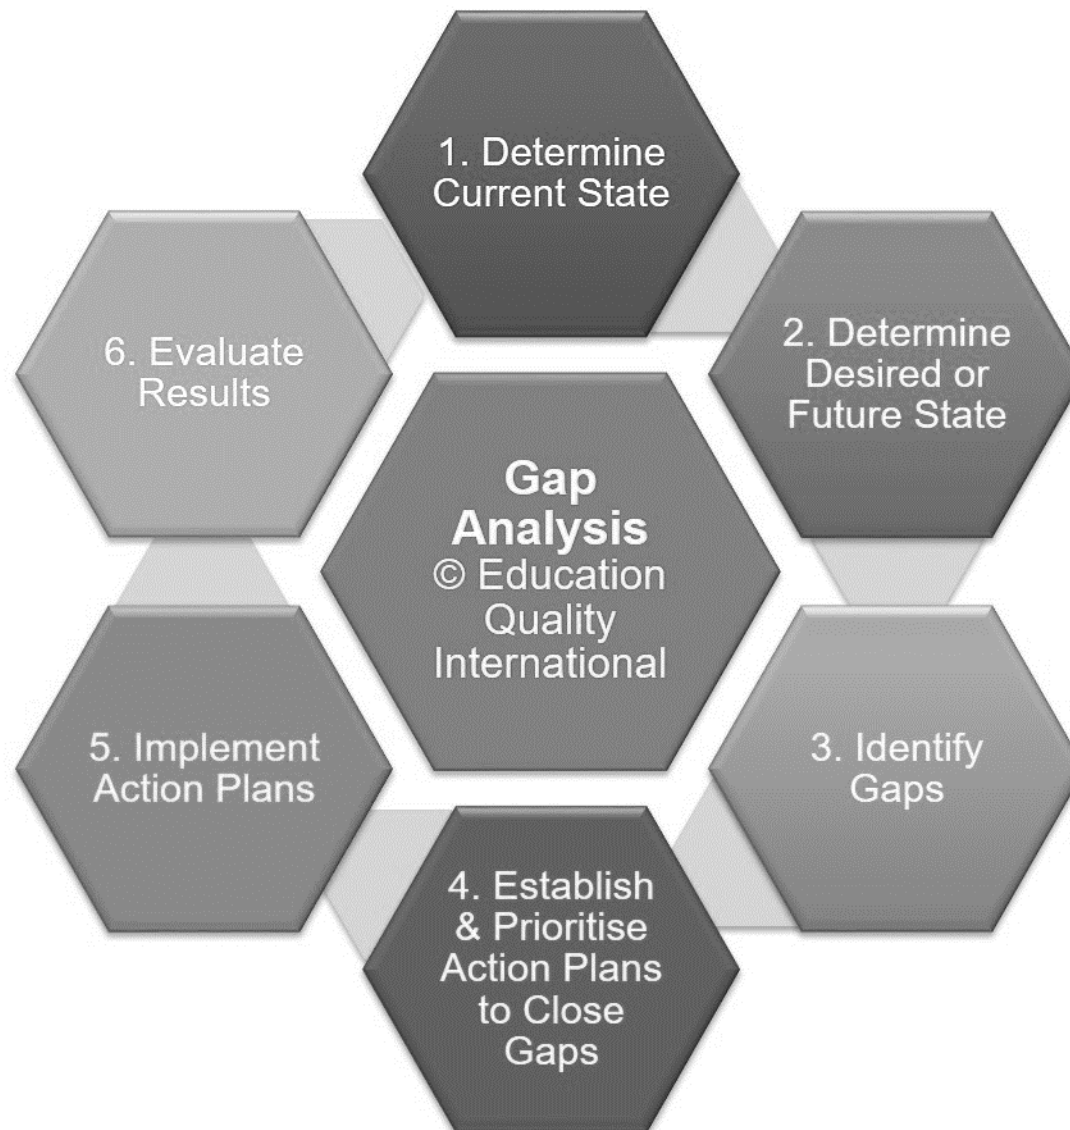 1. Determine
Current State
2. Determine
Desired or
Future State
3. Identify
Gaps
4. Establish
& Prioritise
Action Plans
to Close
Gaps
5. Implement
Action Plans
6. Evaluate
Results
Gap
Analysis
© Education
Quality
International